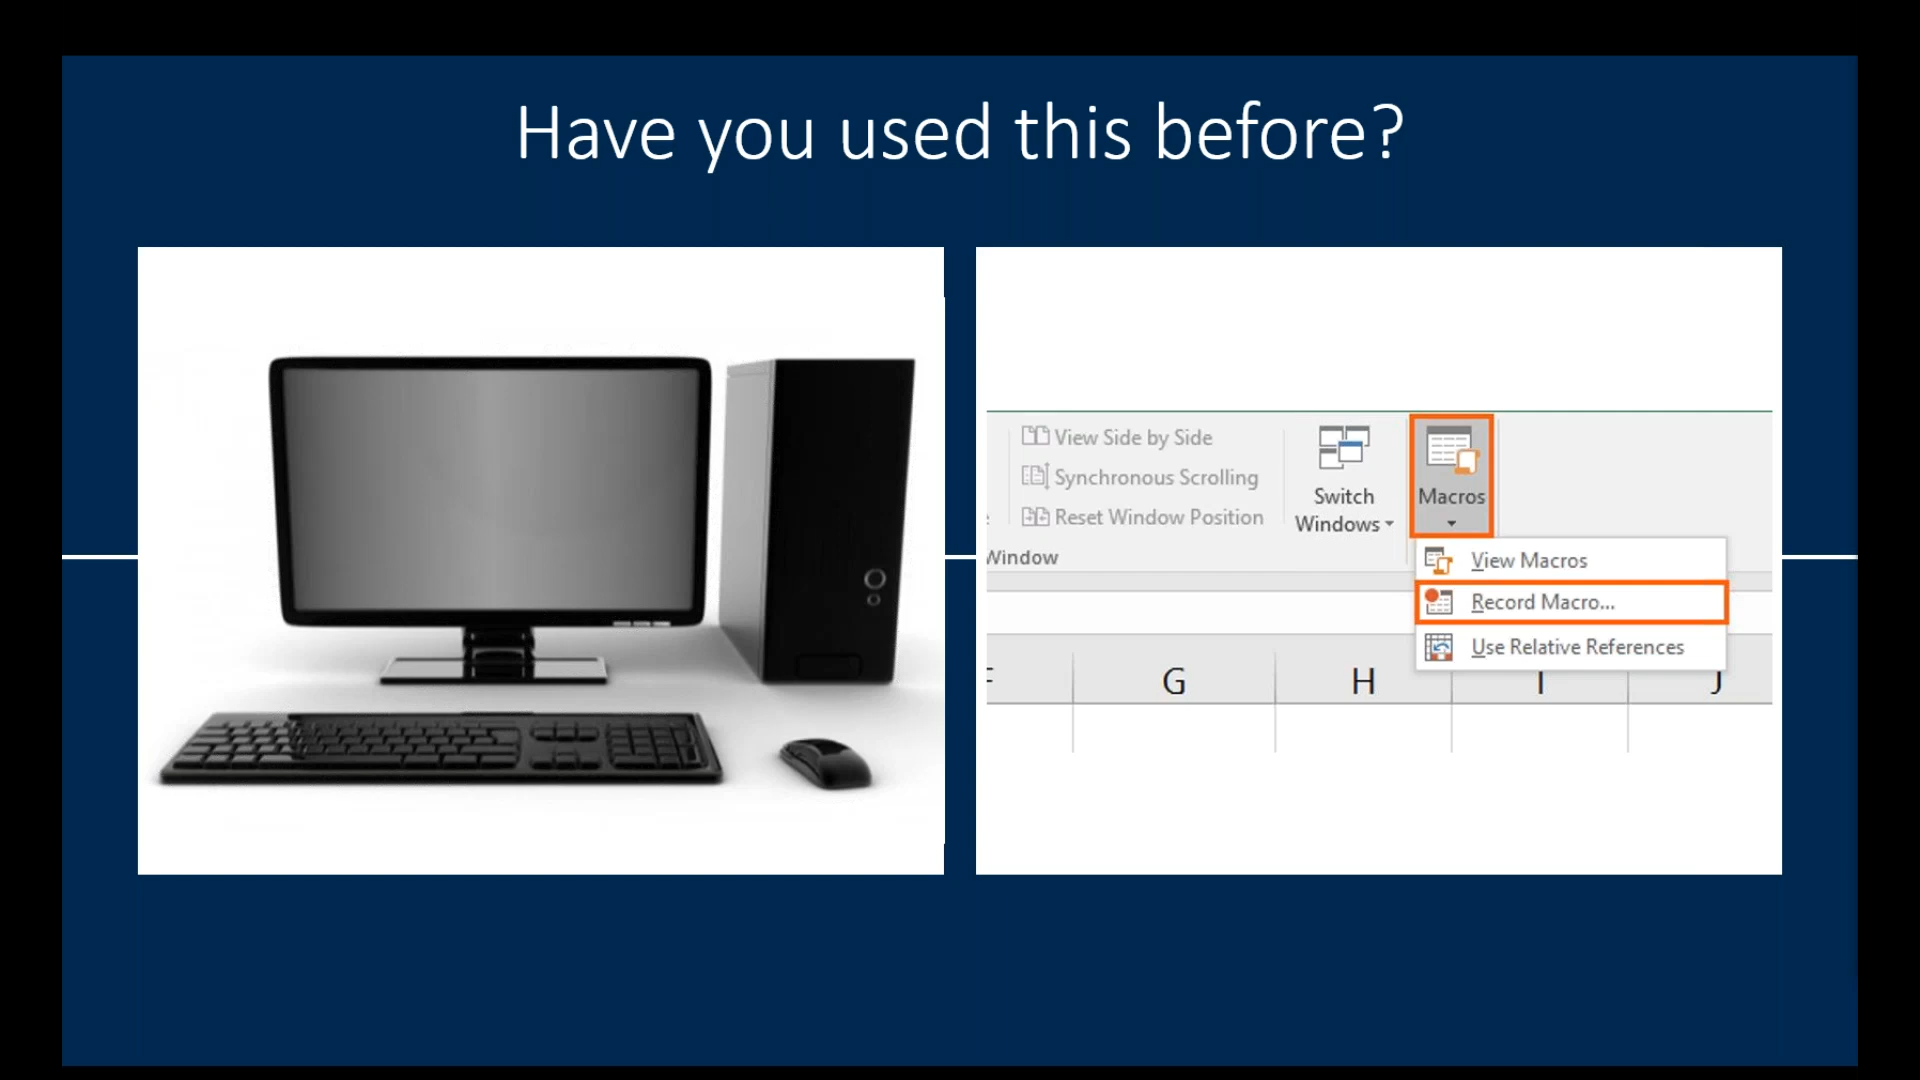 Have you used this before?
View Side by Side
Synchronous Scrolling
Reset Window Position
Window
Switch
Windows
Macros
View Macros
Record Macro...
Use Relative References
G H I J